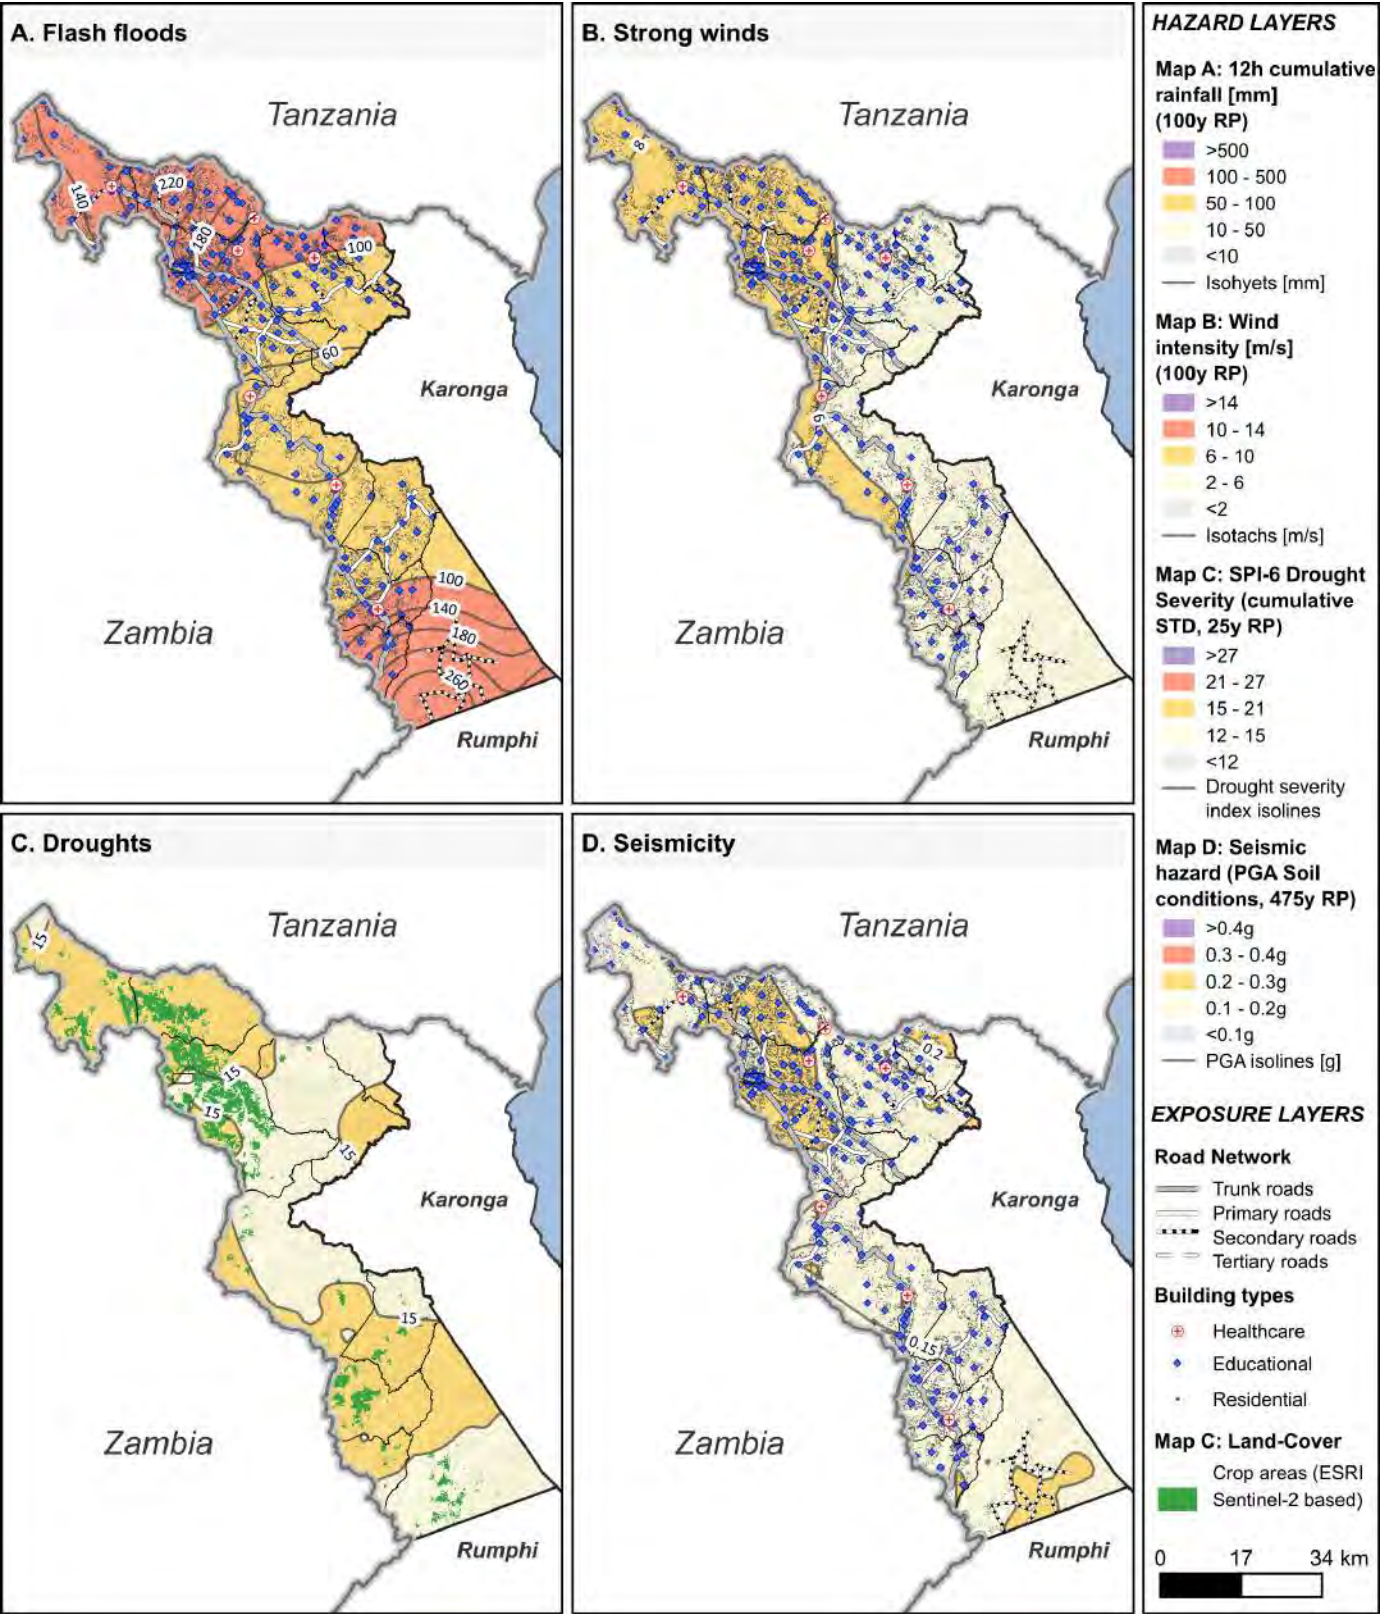 A. Flash floods
Tanzania
140
220
180
100
60
Karonga
100
140
180
260
Zambia
Rumphi
B. Strong winds
Tanzania
8
Karonga
6
Zambia
Rumphi
C. Droughts
Tanzania
15
15
15
15
Karonga
15
Zambia
Rumphi
D. Seismicity
Tanzania
0.2
Karonga
0.15
Zambia
Rumphi
HAZARD LAYERS
Map A: 12h cumulative
rainfall [mm]
(100y RP)
>500
100 - 500
50 - 100
10 - 50
<10
Isohyets [mm]
Map B: Wind
intensity [m/s]
(100y RP)
>14
10 - 14
6 - 10
2 - 6
<2
Isotachs [m/s]
Map C: SPI-6 Drought
Severity (cumulative
STD, 25y RP)
>27
21 - 27
15 - 21
12 - 15
<12
Drought severity
index isolines
Map D: Seismic
hazard (PGA Soil
conditions, 475y RP)
>0.4g
0.3 - 0.4g
0.2 - 0.3g
0.1 - 0.2g
<0.1g
PGA isolines [g]
EXPOSURE LAYERS
Road Network
Trunk roads
Primary roads
Secondary roads
Tertiary roads
Building types
Healthcare
Educational
Residential
Map C: Land-Cover
Crop areas (ESRI
Sentinel-2 based)
0 17 34 km